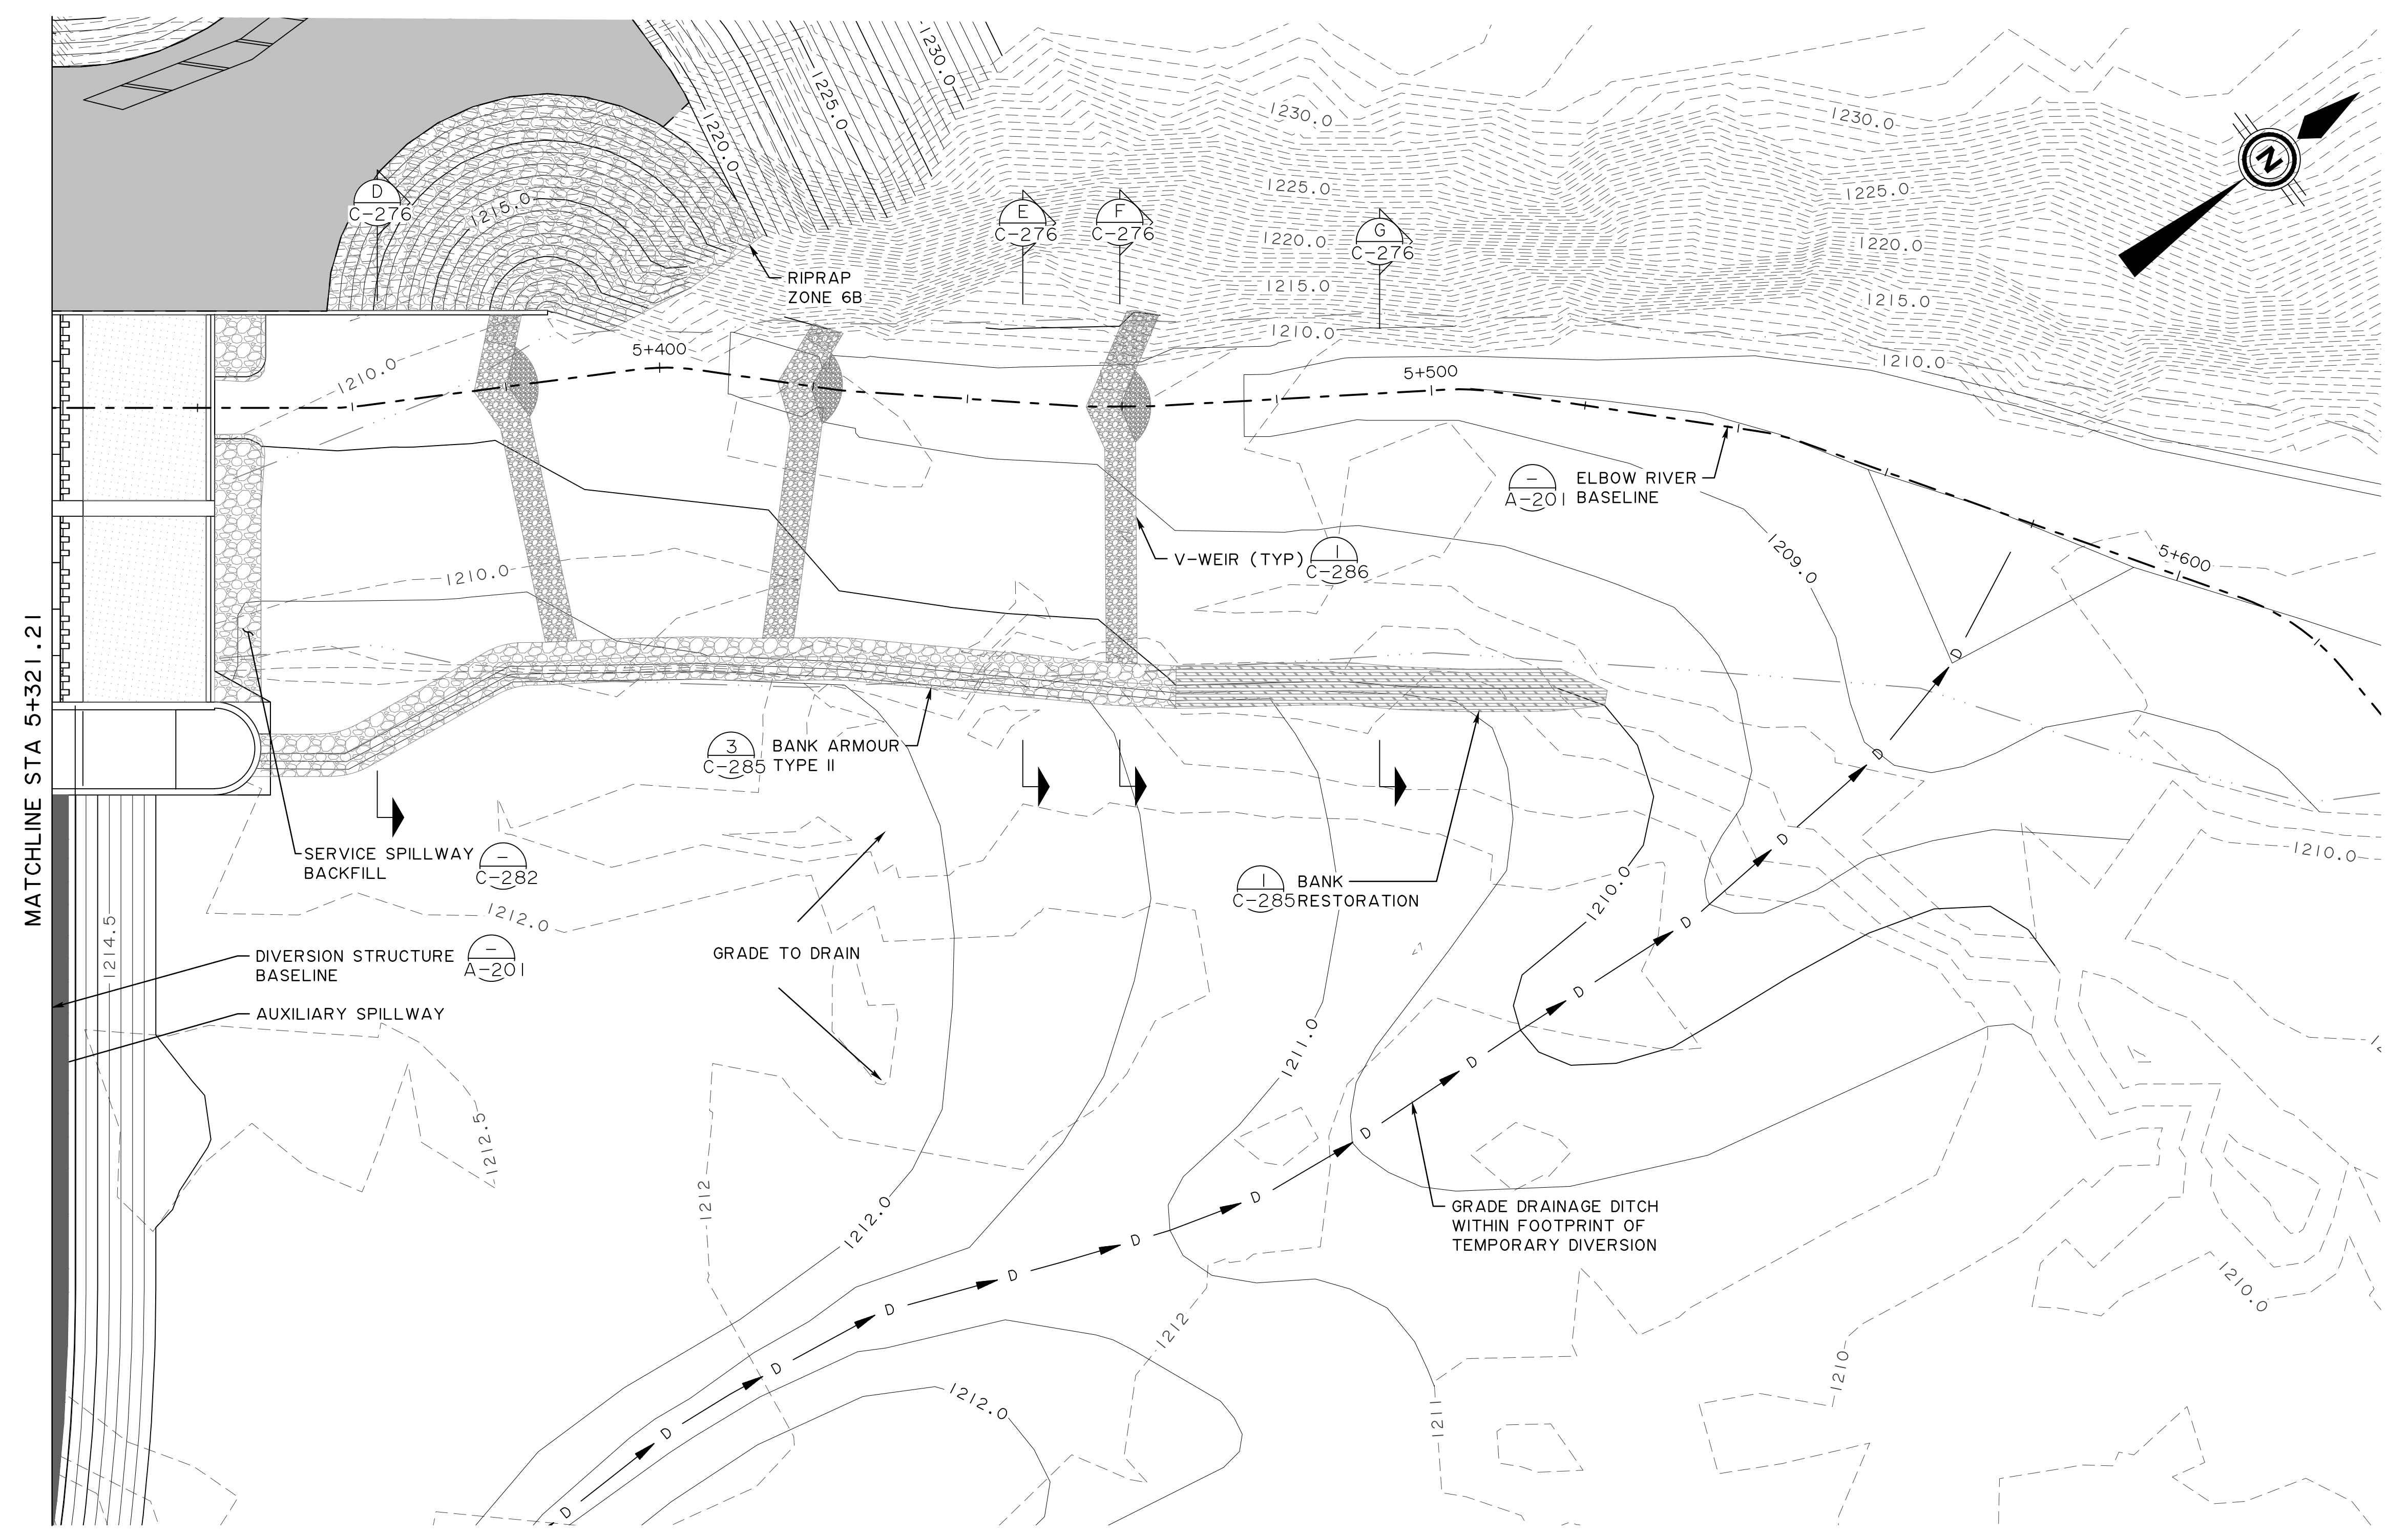 1230.0
1225.0
1220.0
1230.0
1230.0
N
1225.0
1225.0
D
C-276
1215.0
E
C-276
F
C-276
G
C-276
1220.0
1220.0
RIPRAP
ZONE 6B
1215.0
1215.0
1210.0
5+400
1210.0
1210.0
5+500
ELBOW RIVER
BASELINE
–
A-201
1209.0
5+600
V-WEIR (TYP)
1
C-286
1210.0
MATCHLINE STA 5+321.21
D
3
C-285
BANK ARMOUR
TYPE II
D
D
SERVICE SPILLWAY
BACKFILL
–
C-282
1
C-285
BANK
RESTORATION
1210.0
1210.0
1212.0
D
1214.5
DIVERSION STRUCTURE
BASELINE
–
A-201
GRADE TO DRAIN
D
AUXILIARY SPILLWAY
1211.0
D
1212.5
D
1212
1212.0
D
GRADE DRAINAGE DITCH
WITHIN FOOTPRINT OF
TEMPORARY DIVERSION
D
D
D
1210.0
1212
D
1210
1212.0
1211
D
D